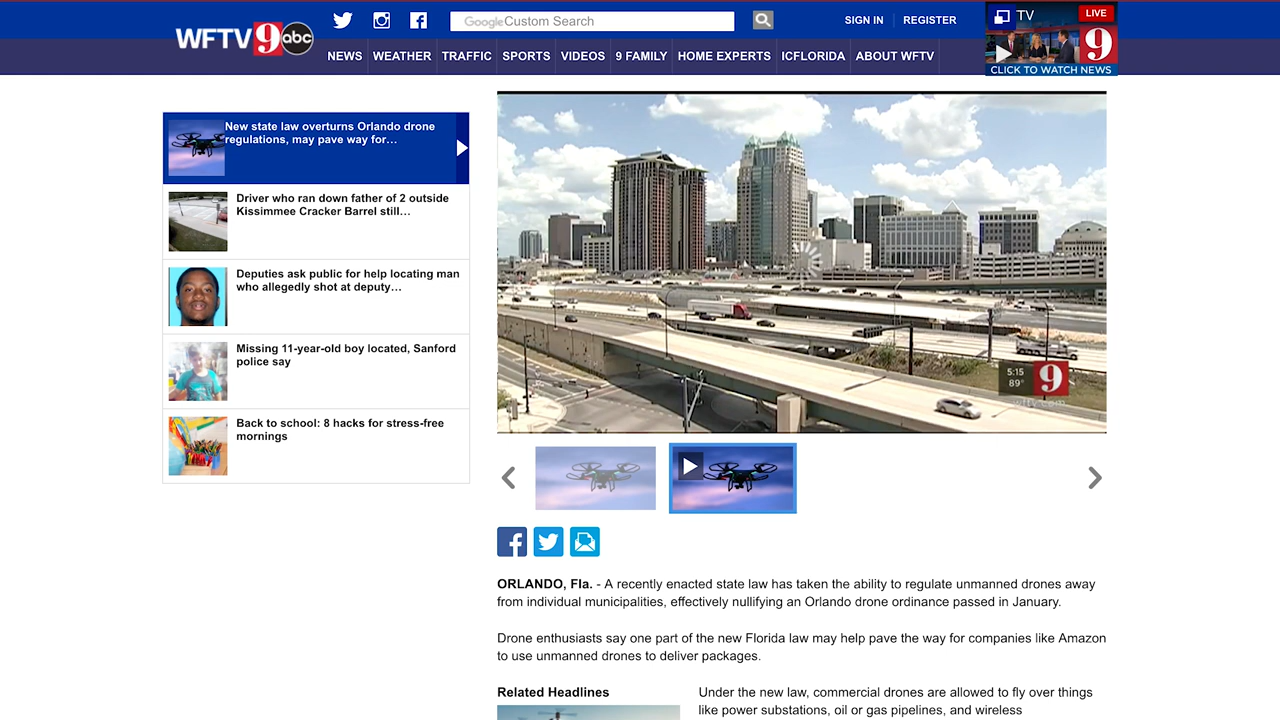 WFTV 9 abc
Google Custom Search
SIGN IN
REGISTER
TV
LIVE
9
CLICK TO WATCH NEWS
NEWS
WEATHER
TRAFFIC
SPORTS
VIDEOS
9 FAMILY
HOME EXPERTS
ICFLORIDA
ABOUT WFTV
New state law overturns Orlando drone
regulations, may pave way for…
Driver who ran down father of 2 outside
Kissimmee Cracker Barrel still…
Deputies ask public for help locating man
who allegedly shot at deputy…
Missing 11-year-old boy located, Sanford
police say
Back to school: 8 hacks for stress-free
mornings
5:15
89°
9
wftv.com
ORLANDO, Fla. - A recently enacted state law has taken the ability to regulate unmanned drones away
from individual municipalities, effectively nullifying an Orlando drone ordinance passed in January.
Drone enthusiasts say one part of the new Florida law may help pave the way for companies like Amazon
to use unmanned drones to deliver packages.
Related Headlines
Under the new law, commercial drones are allowed to fly over things
like power substations, oil or gas pipelines, and wireless